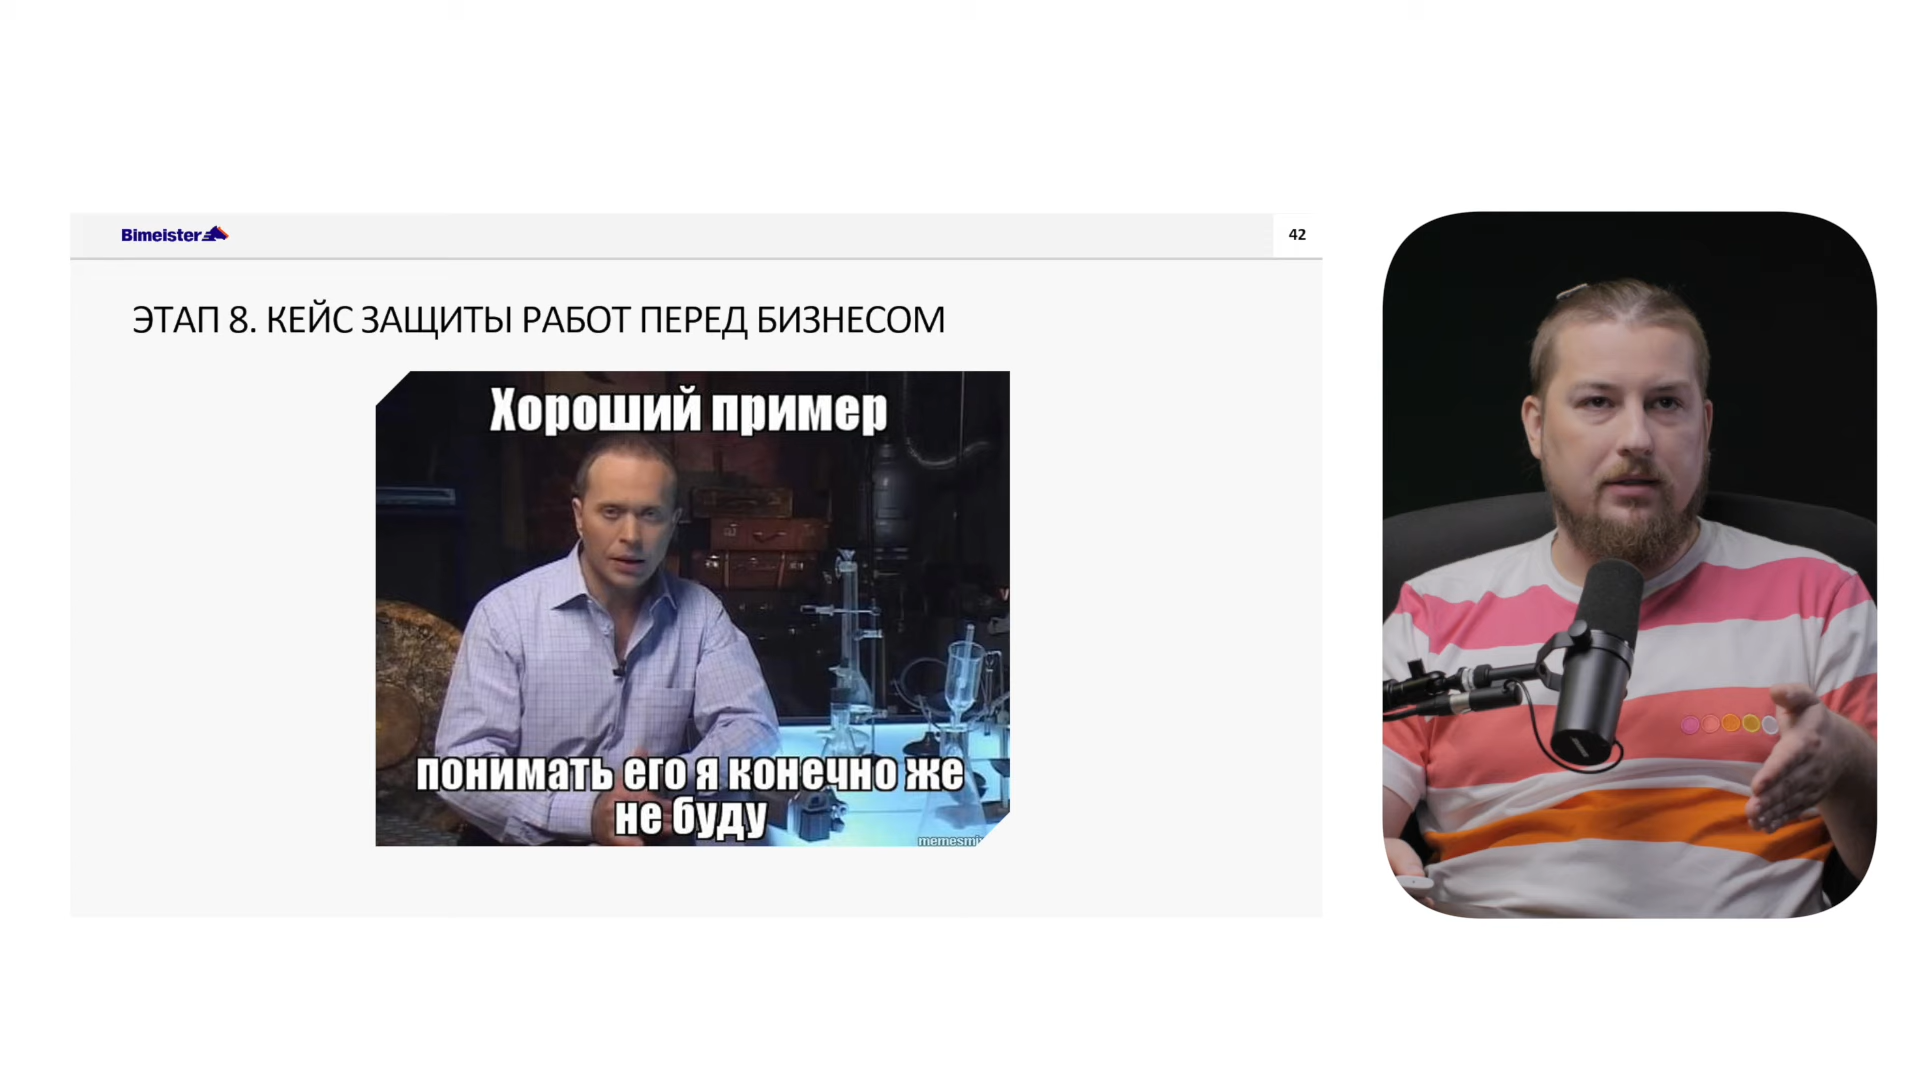 Bimeister
42
ЭТАП 8. КЕЙС ЗАЩИТЫ РАБОТ ПЕРЕД БИЗНЕСОМ
Хороший пример
понимать его я конечно же
не буду